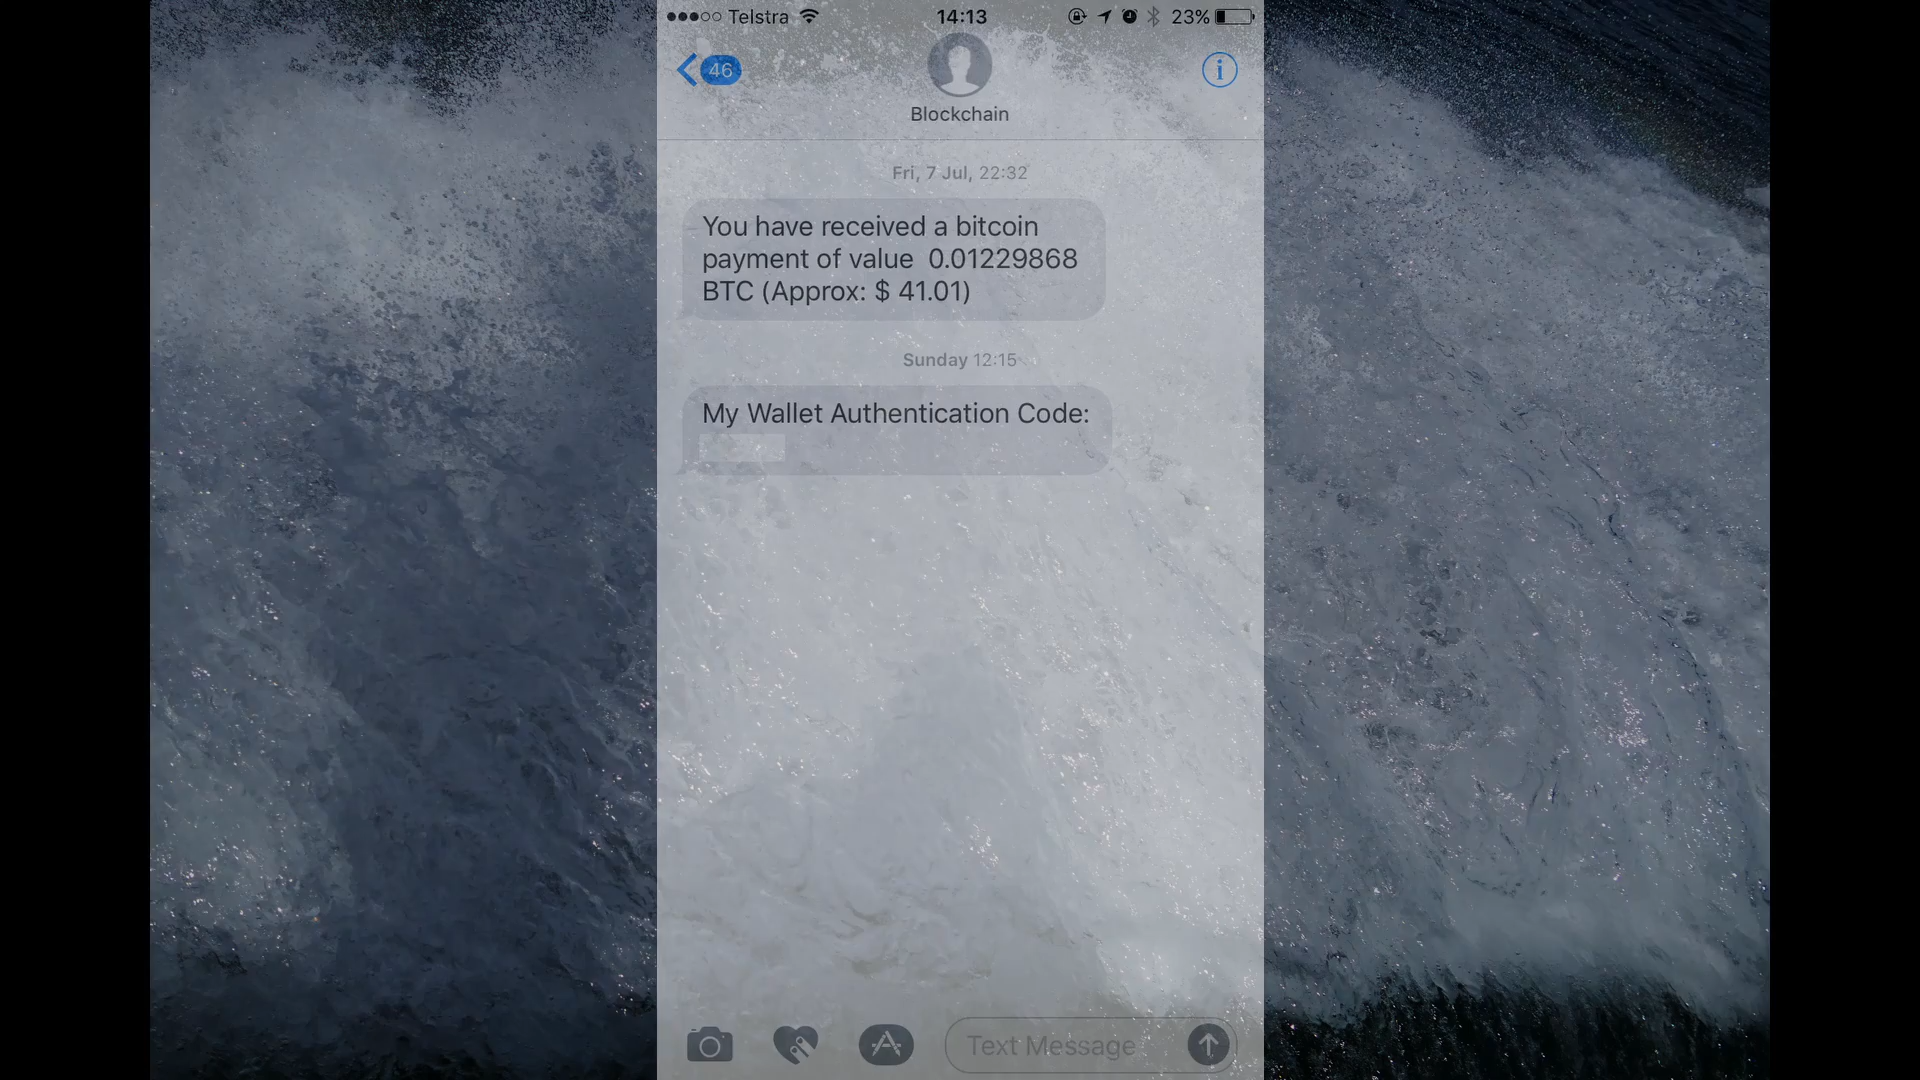 Telstra 14:13 23%
46
Blockchain
Fri, 7 Jul, 22:32
You have received a bitcoin
payment of value 0.01229868
BTC (Approx: $ 41.01)
Sunday 12:15
My Wallet Authentication Code:
Text Message